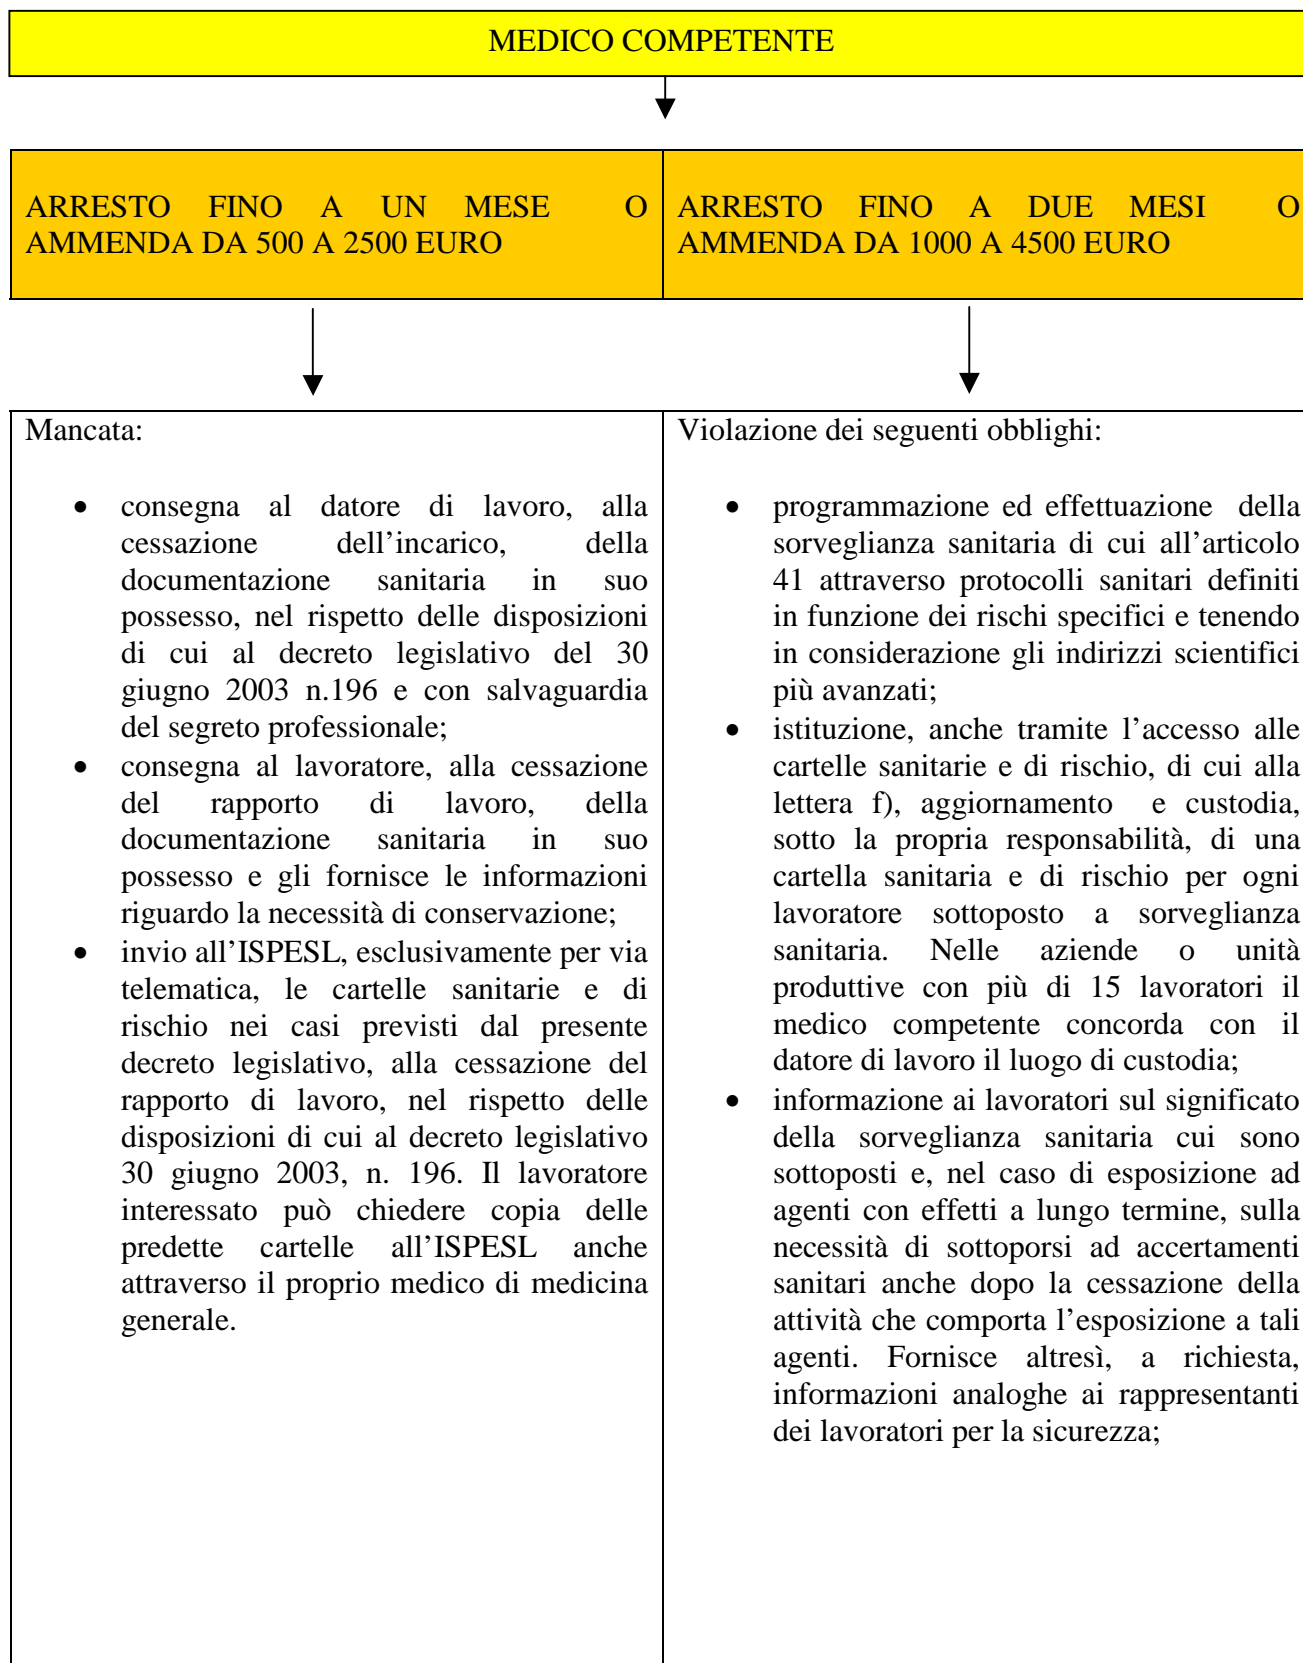 MEDICO COMPETENTE
ARRESTO FINO A UN MESE O
AMMENDA DA 500 A 2500 EURO
ARRESTO FINO A DUE MESI O
AMMENDA DA 1000 A 4500 EURO
Mancata:
• consegna al datore di lavoro, alla
cessazione dell’incarico, della
documentazione sanitaria in suo
possesso, nel rispetto delle disposizioni
di cui al decreto legislativo del 30
giugno 2003 n.196 e con salvaguardia
del segreto professionale;
• consegna al lavoratore, alla cessazione
del rapporto di lavoro, della
documentazione sanitaria in suo
possesso e gli fornisce le informazioni
riguardo la necessità di conservazione;
• invio all’ISPESL, esclusivamente per via
telematica, le cartelle sanitarie e di
rischio nei casi previsti dal presente
decreto legislativo, alla cessazione del
rapporto di lavoro, nel rispetto delle
disposizioni di cui al decreto legislativo
30 giugno 2003, n. 196. Il lavoratore
interessato può chiedere copia delle
predette cartelle all’ISPESL anche
attraverso il proprio medico di medicina
generale.
Violazione dei seguenti obblighi:
• programmazione ed effettuazione della
sorveglianza sanitaria di cui all’articolo
41 attraverso protocolli sanitari definiti
in funzione dei rischi specifici e tenendo
in considerazione gli indirizzi scientifici
più avanzati;
• istituzione, anche tramite l’accesso alle
cartelle sanitarie e di rischio, di cui alla
lettera f), aggiornamento e custodia,
sotto la propria responsabilità, di una
cartella sanitaria e di rischio per ogni
lavoratore sottoposto a sorveglianza
sanitaria. Nelle aziende o unità
produttive con più di 15 lavoratori il
medico competente concorda con il
datore di lavoro il luogo di custodia;
• informazione ai lavoratori sul significato
della sorveglianza sanitaria cui sono
sottoposti e, nel caso di esposizione ad
agenti con effetti a lungo termine, sulla
necessità di sottoporsi ad accertamenti
sanitari anche dopo la cessazione della
attività che comporta l’esposizione a tali
agenti. Fornisce altresì, a richiesta,
informazioni analoghe ai rappresentanti
dei lavoratori per la sicurezza;